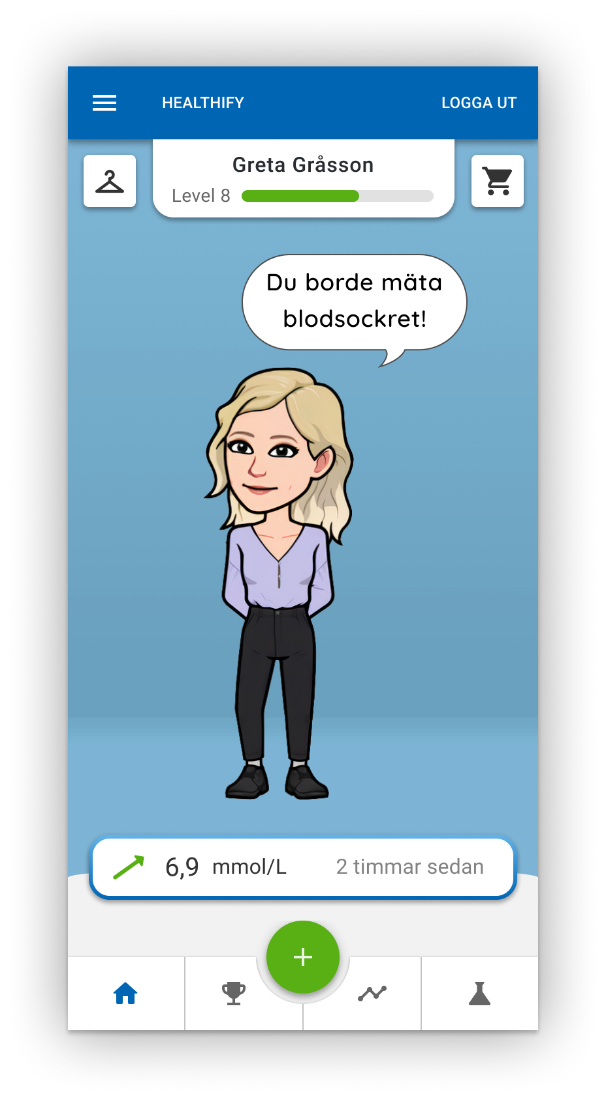 HEALTHIFY
LOGGA UT
Greta Gråsson
Level 8
Du borde mäta
blodsockret!
6,9 mmol/L 2 timmar sedan